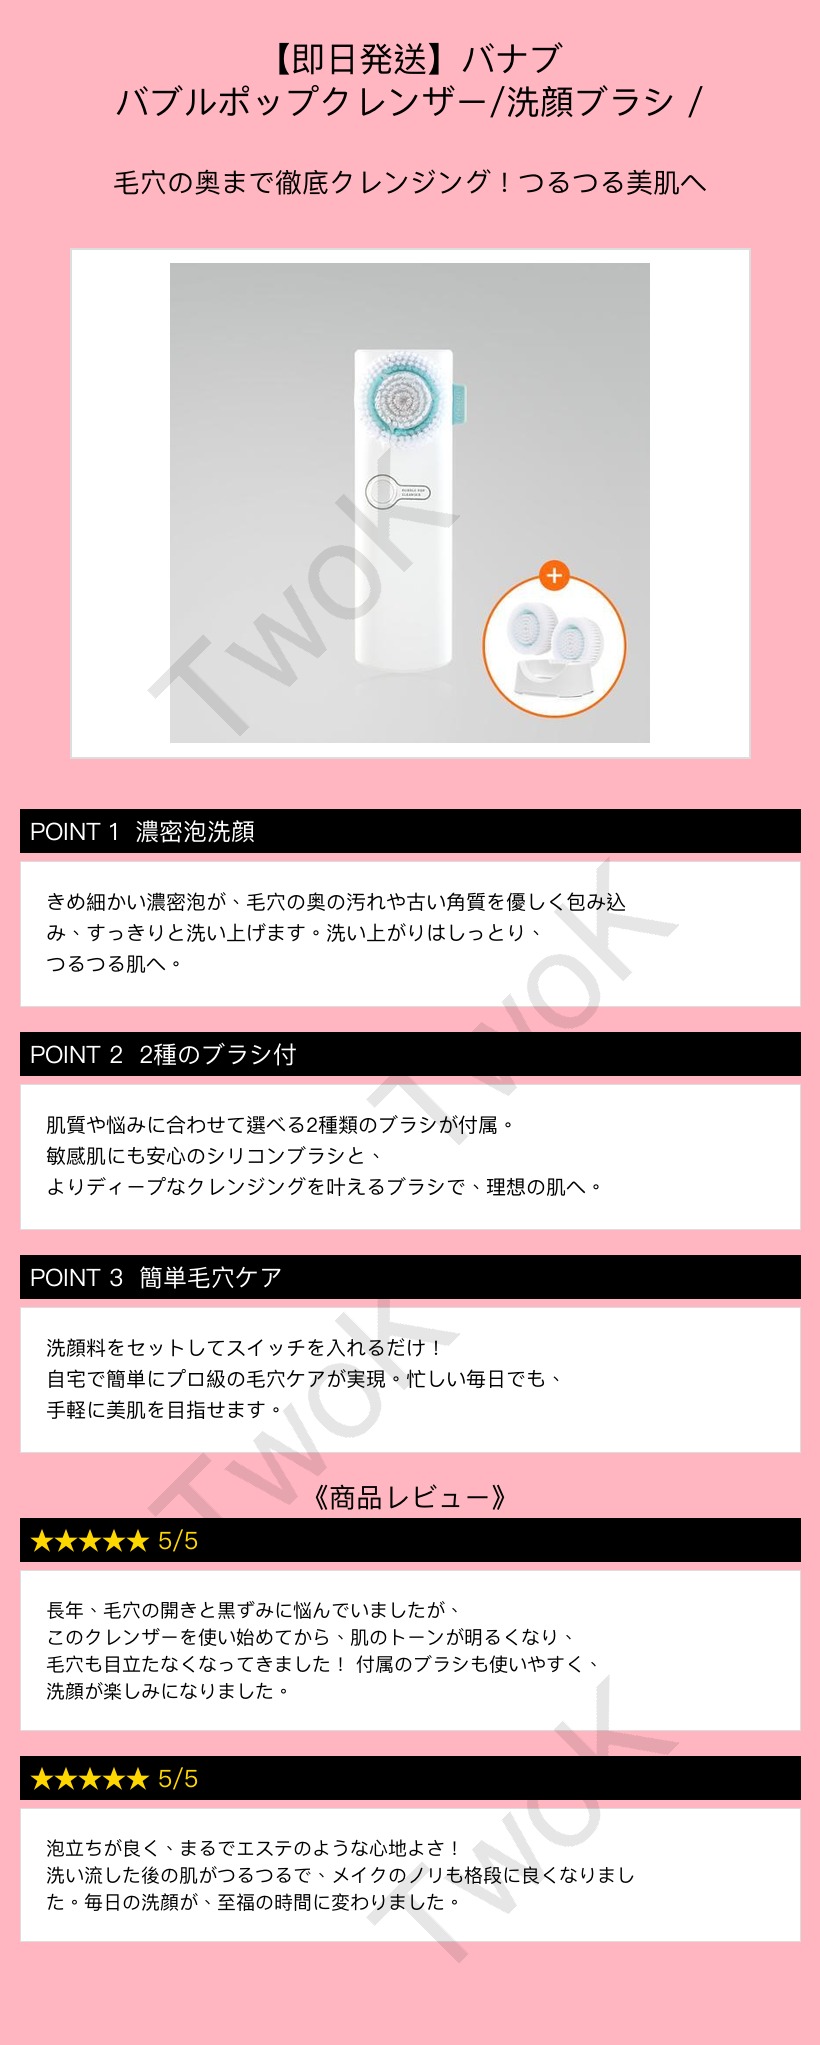 【即日発送】バナブ
バブルポップクレンザー/洗顔ブラシ /
毛穴の奥まで徹底クレンジング！つるつる美肌へ
BUBBLE POP
CLEANSER
+
TwoK
POINT 1 濃密泡洗顔
きめ細かい濃密泡が、毛穴の奥の汚れや古い角質を優しく包み込
み、すっきりと洗い上げます。洗い上がりはしっとり、
つるつる肌へ。
TwoK
POINT 2 2種のブラシ付
肌質や悩みに合わせて選べる2種類のブラシが付属。
敏感肌にも安心のシリコンブラシと、
よりディープなクレンジングを叶えるブラシで、理想の肌へ。
POINT 3 簡単毛穴ケア
洗顔料をセットしてスイッチを入れるだけ！
自宅で簡単にプロ級の毛穴ケアが実現。忙しい毎日でも、
手軽に美肌を目指せます。
TwoK
《商品レビュー》
★★★★★ 5/5
長年、毛穴の開きと黒ずみに悩んでいましたが、
このクレンザーを使い始めてから、肌のトーンが明るくなり、
毛穴も目立たなくなってきました！ 付属のブラシも使いやすく、
洗顔が楽しみになりました。
★★★★★ 5/5
泡立ちが良く、まるでエステのような心地よさ！
洗い流した後の肌がつるつるで、メイクのノリも格段に良くなりまし
た。毎日の洗顔が、至福の時間に変わりました。
TwoK